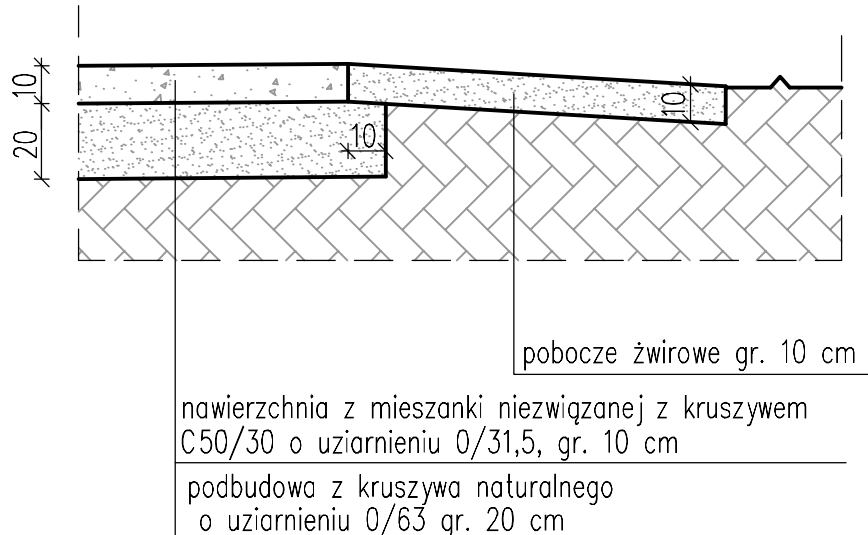 10
20
10
10
pobocze żwirowe gr. 10 cm
nawierzchnia z mieszanki niezwiązanej z kruszywem
C50/30 o uziarnieniu 0/31,5, gr. 10 cm
podbudowa z kruszywa naturalnego
o uziarnieniu 0/63 gr. 20 cm